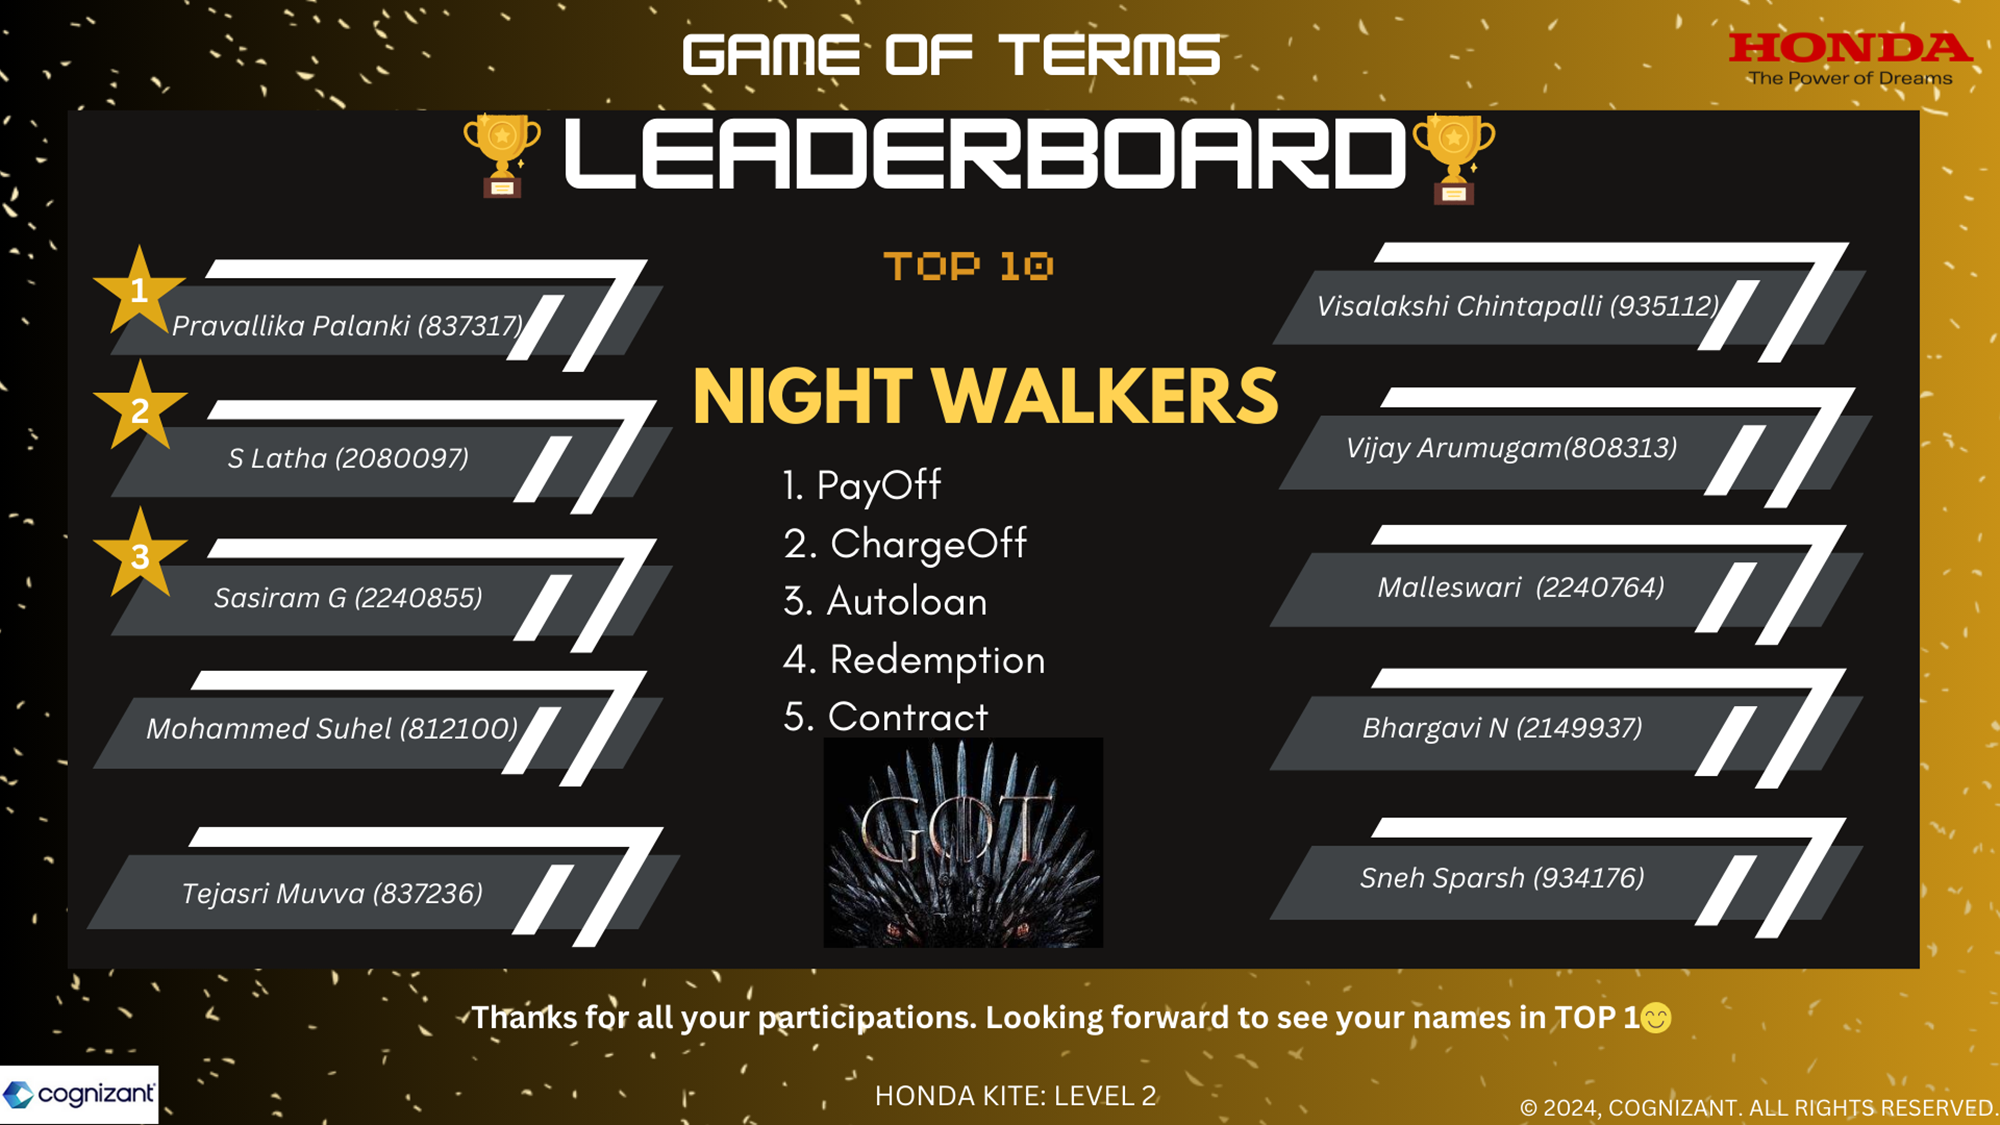 GAME OF TERMS
HONDA
The Power of Dreams
LEADERBOARD
TOP 10
NIGHT WALKERS
1
Pravallika Palanki (837317)
2
S Latha (2080097)
3
Sasiram G (2240855)
Mohammed Suhel (812100)
Tejasri Muvva (837236)
1. PayOff
2. ChargeOff
3. Autoloan
4. Redemption
5. Contract
GOT
Visalakshi Chintapalli (935112)
Vijay Arumugam(808313)
Malleswari (2240764)
Bhargavi N (2149937)
Sneh Sparsh (934176)
Thanks for all your participations. Looking forward to see your names in TOP 1😊
cognizant
HONDA KITE: LEVEL 2
© 2024, COGNIZANT. ALL RIGHTS RESERVED.